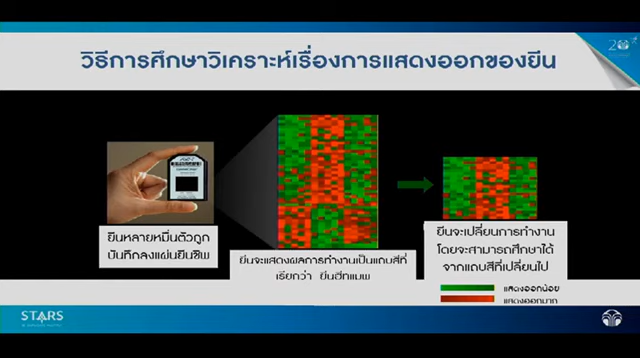 วิธีการศึกษาวิเคราะห์เรื่องการแสดงออกของยีน
20
ยีนหลายหมื่นตัวถูก
บันทึกลงแผ่นยีนชิพ
ยีนจะแสดงผลการทำงานเป็นแถบสีที่
เรียกว่า ยีนฮีทแมพ
ยีนจะเปลี่ยนการทำงาน
โดยจะสามารถศึกษาได้
จากแถบสีที่เปลี่ยนไป
แสดงออกน้อย
แสดงออกมาก
STARS